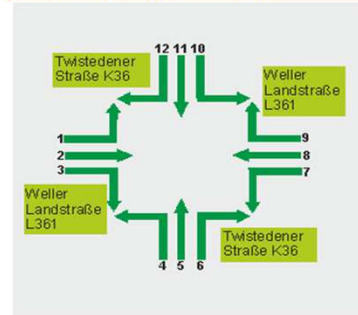 12 11 10
Twistedener
Straße K36
Weller
Landstraße
L361
1
2
3
9
8
7
Weller
Landstraße
L361
Twistedener
Straße K36
4 5 6